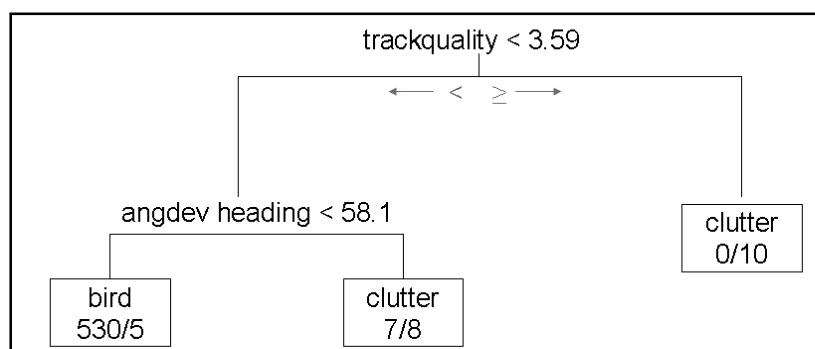 trackquality < 3.59
< ≥
angdev heading < 58.1
clutter
0/10
bird
530/5
clutter
7/8